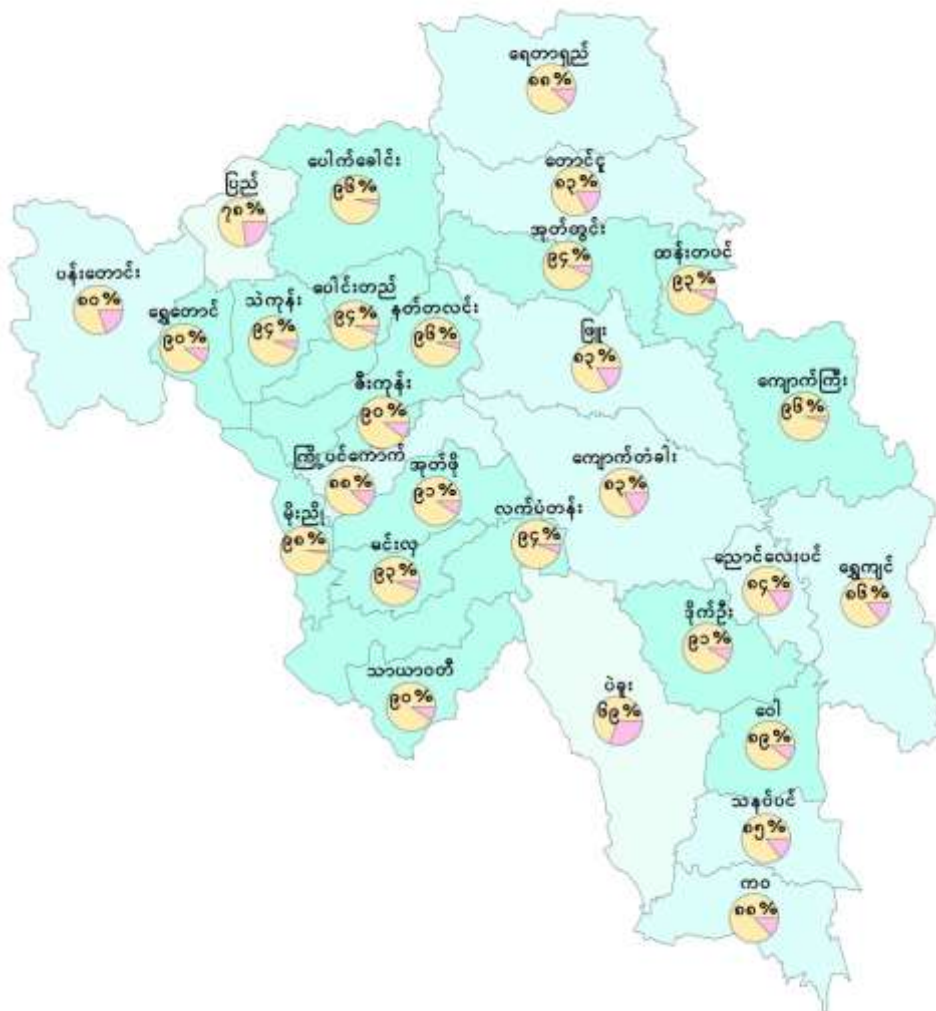 ရေတာရှည်
၈၈%
ပေါက်ခေါင်း
၉၆%
တောင်ငူ
၈၃%
ပြည်
၇၈%
အုတ်တွင်း
၉၄%
ထန်းတပင်
၉၃%
ပန်းတောင်း
၈၀%
ရွှေတောင်
၉၀%
သဲကုန်း
၉၄%
ပေါင်းတည်
၉၄%
နတ်တလင်း
၉၆%
ဖြူး
၈၃%
ကျောက်ကြီး
၉၆%
ဇီးကုန်း
၉၀%
ကြို့ပင်ကောက်
၈၈%
အုတ်ဖို
၉၁%
ကျောက်တံခါး
၈၃%
မိုးညို
၉၈%
မင်းလှ
၉၃%
လက်ပံတန်း
၉၄%
ညောင်လေးပင်
၈၄%
ရွှေကျင်
၈၆%
ဒိုက်ဦး
၉၁%
သာယာဝတီ
၉၀%
ပဲခူး
၆၉%
ဝေါ
၈၉%
သနပ်ပင်
၈၅%
ကဝ
၈၈%